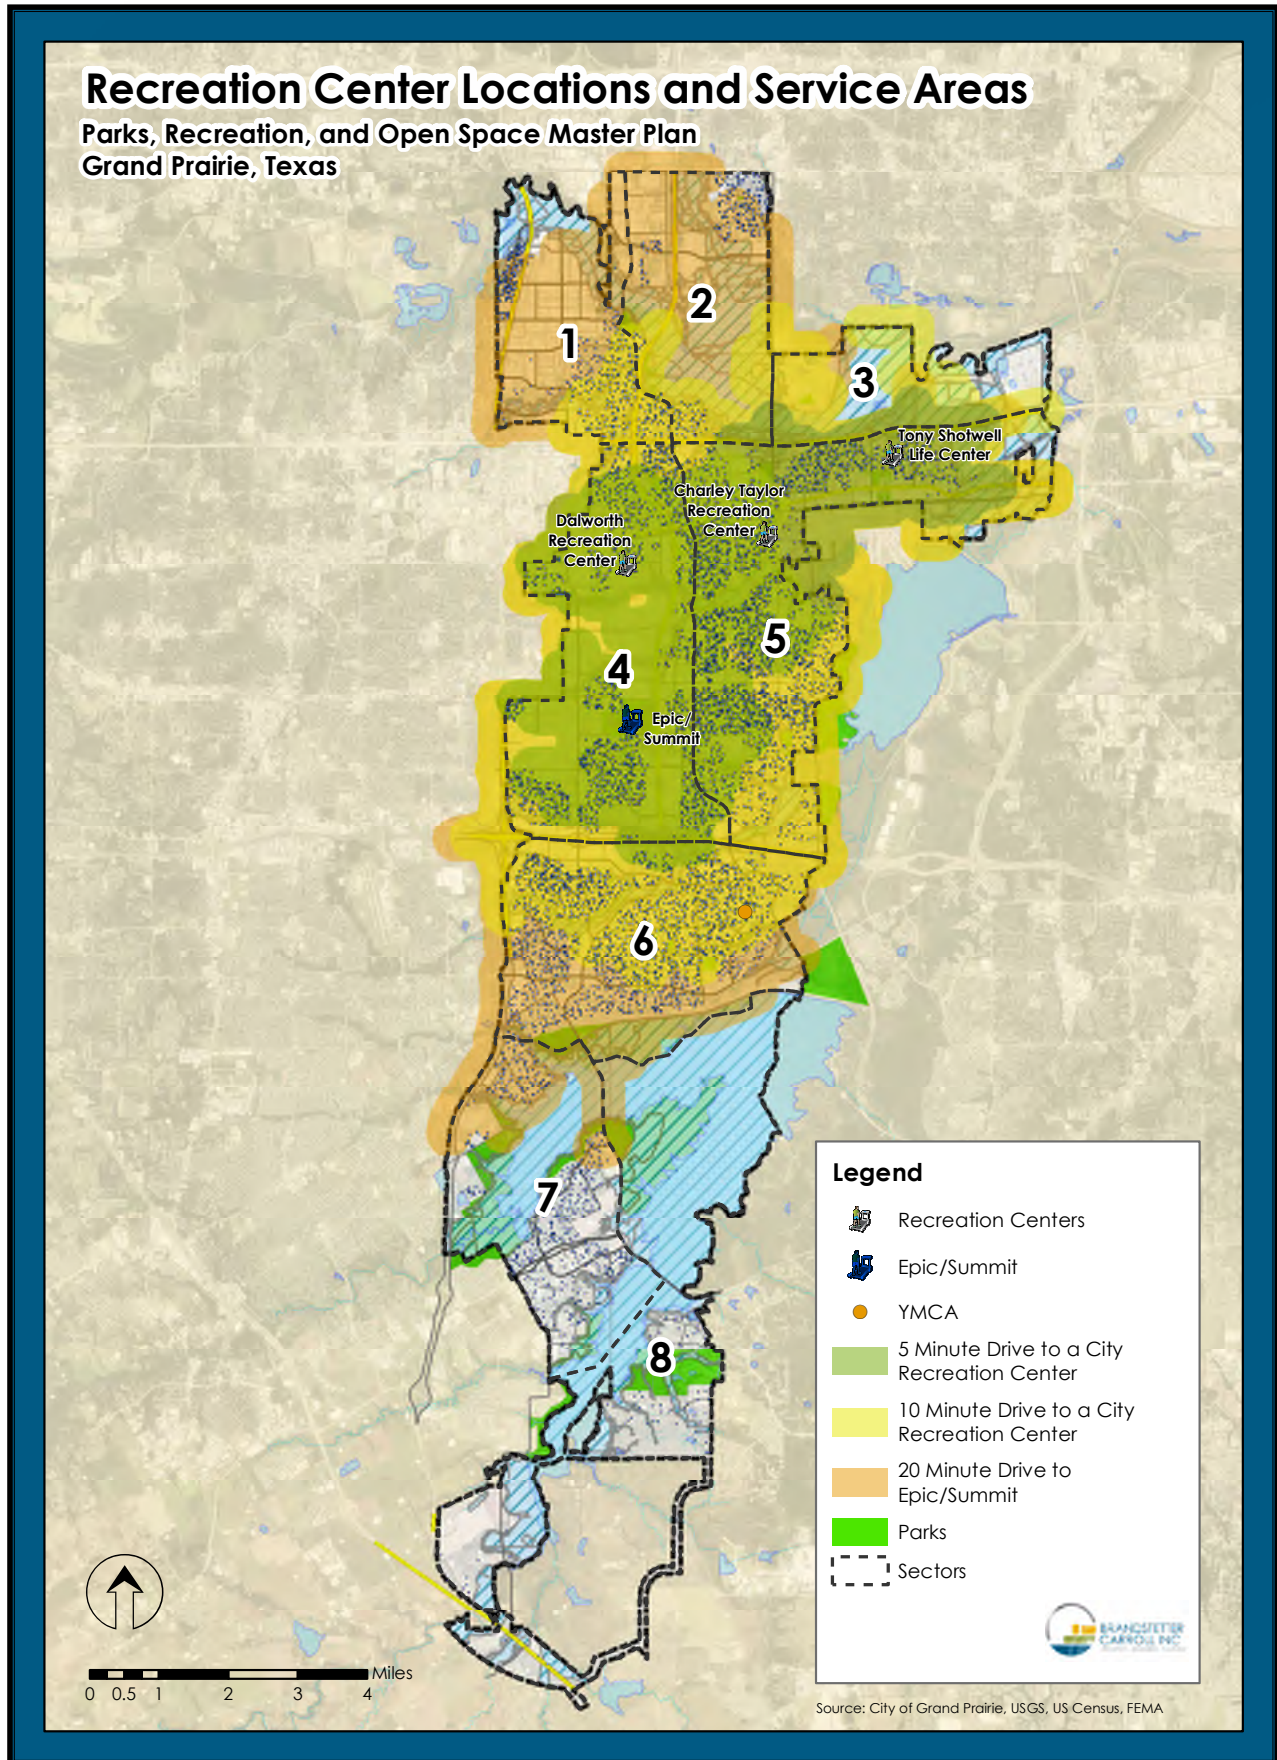 Recreation Center Locations and Service Areas
Parks, Recreation, and Open Space Master Plan
Grand Prairie, Texas
1
2
3
Tony Shotwell
Life Center
Charley Taylor
Recreation
Center
Dalworth
Recreation
Center
4
5
Epic/
Summit
6
7
8
Legend
Recreation Centers
Epic/Summit
YMCA
5 Minute Drive to a City
Recreation Center
10 Minute Drive to a City
Recreation Center
20 Minute Drive to
Epic/Summit
Parks
Sectors
BRANDSTETTER
CARROLL INC
Miles
0 0.5 1 2 3 4
Source: City of Grand Prairie, USGS, US Census, FEMA